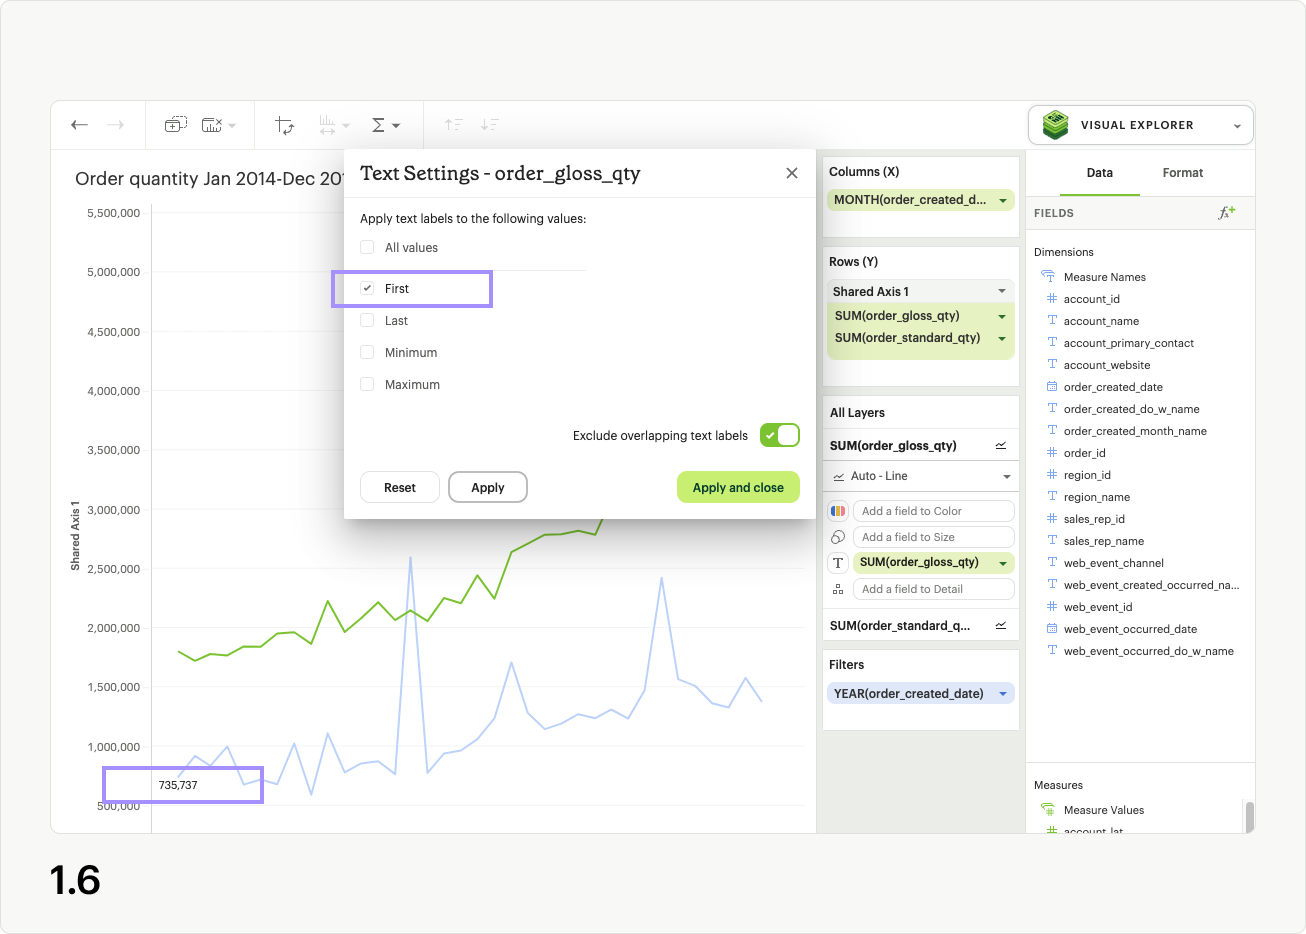 VISUAL EXPLORER
Order quantity Jan 2014-Dec 201
5,500,000
5,000,000
4,500,000
4,000,000
3,500,000
3,000,000
2,500,000
2,000,000
1,500,000
1,000,000
500,000
Shared Axis 1
735,737
Text Settings - order_gloss_qty
Apply text labels to the following values:
All values
First
Last
Minimum
Maximum
Exclude overlapping text labels
Reset
Apply
Apply and close
Columns (X)
MONTH(order_created_d...
Rows (Y)
Shared Axis 1
SUM(order_gloss_qty)
SUM(order_standard_qty)
All Layers
SUM(order_gloss_qty)
Auto - Line
Add a field to Color
Add a field to Size
T SUM(order_gloss_qty)
Add a field to Detail
SUM(order_standard_q...
Filters
YEAR(order_created_date)
Data Format
FIELDS
Dimensions
Measure Names
account_id
account_name
account_primary_contact
account_website
order_created_date
order_created_do_w_name
order_created_month_name
order_id
region_id
region_name
sales_rep_id
sales_rep_name
web_event_channel
web_event_created_occurred_na...
web_event_id
web_event_occurred_date
web_event_occurred_do_w_name
Measures
Measure Values
account_lat
1.6